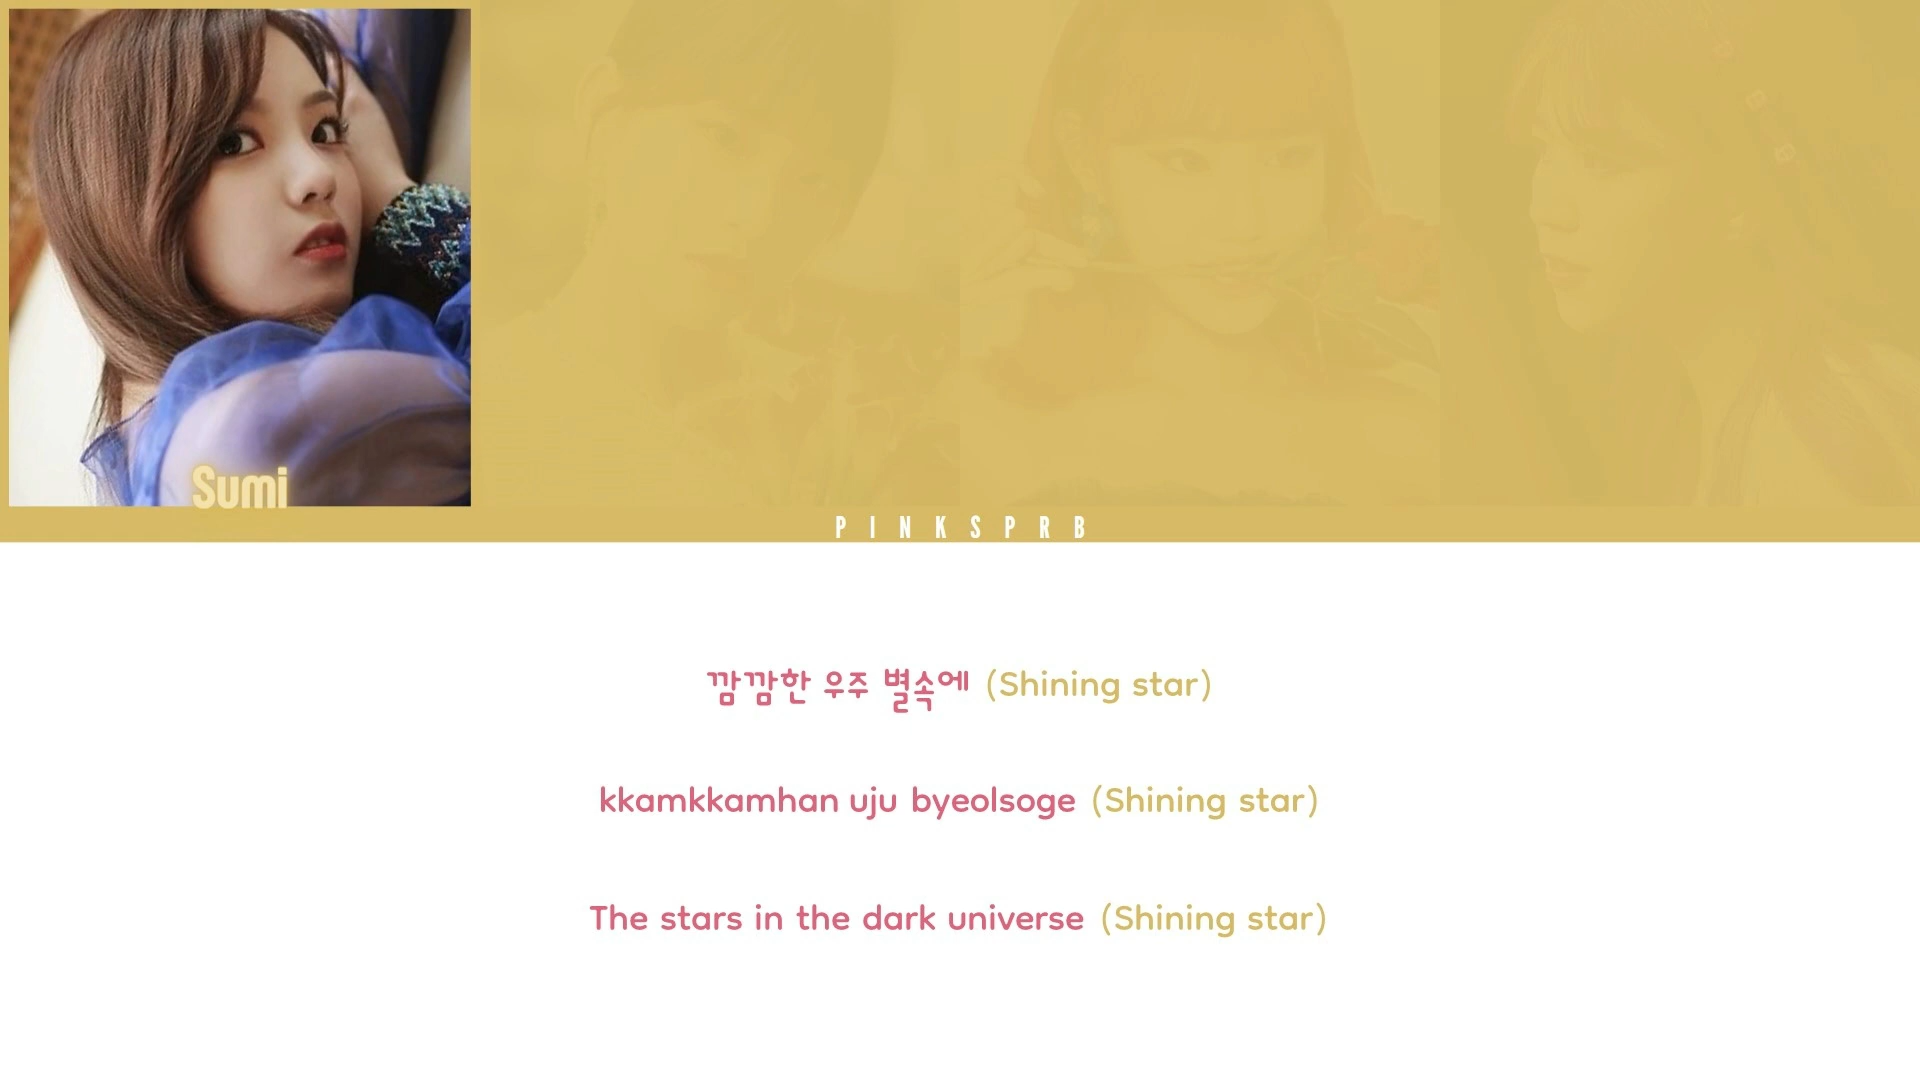 Sumi
PINKSPRB
깜깜한 우주 별속에 (Shining star)
kkamkkamhan uju byeolsoge (Shining star)
The stars in the dark universe (Shining star)